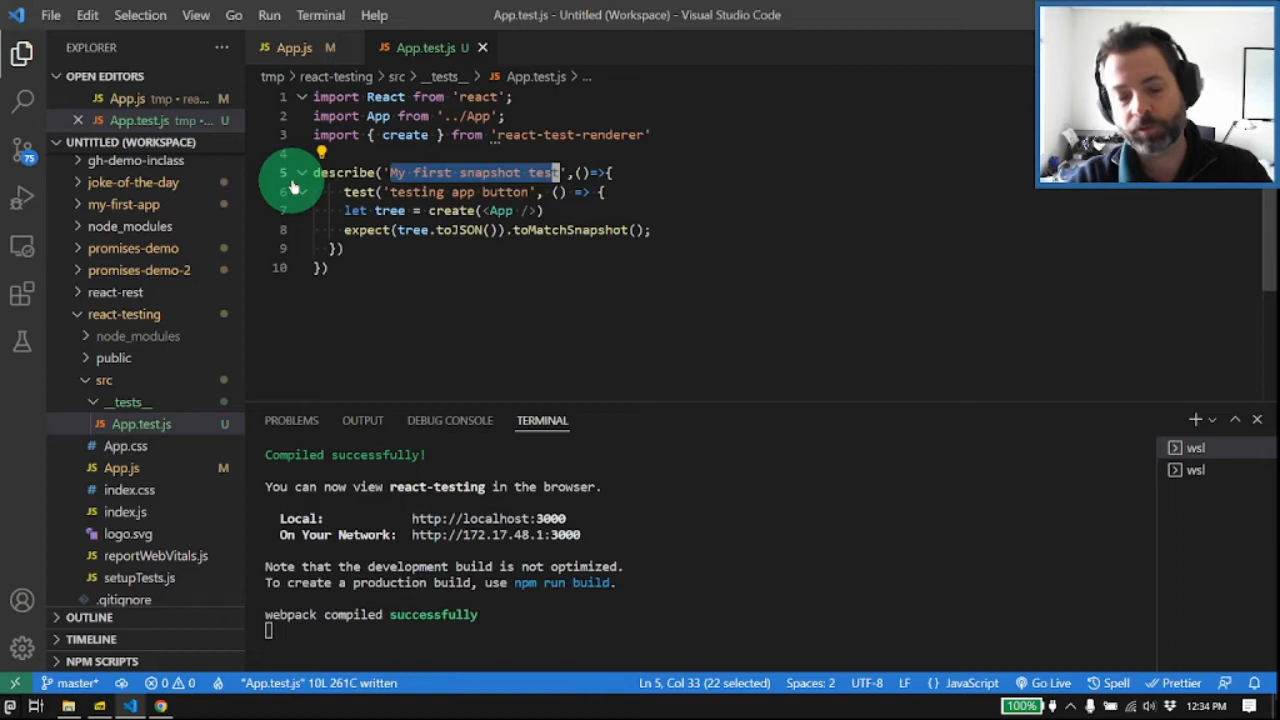 File Edit Selection View Go Run Terminal Help
App.test.js - Untitled (Workspace) - Visual Studio Code
EXPLORER
OPEN EDITORS
App.js tmp • rea... M
App.test.js tmp • ... U
UNTITLED (WORKSPACE)
gh-demo-inclass
joke-of-the-day
my-first-app
node_modules
promises-demo
promises-demo-2
react-rest
react-testing
node_modules
public
src
__tests__
App.test.js U
App.css
App.js M
index.css
index.js
logo.svg
reportWebVitals.js
setupTests.js
.gitignore
OUTLINE
TIMELINE
NPM SCRIPTS
75
App.js M
App.test.js U
tmp > react-testing > src > __tests__ > App.test.js > ...
1 import React from 'react';
2 import App from '../App';
3 import { create } from 'react-test-renderer'
4
5 describe('My first snapshot test',()=>{
6 test('testing app button', () => {
7 let tree = create(<App />)
8 expect(tree.toJSON()).toMatchSnapshot();
9 })
10 })
PROBLEMS OUTPUT DEBUG CONSOLE TERMINAL
Compiled successfully!
You can now view react-testing in the browser.
Local: http://localhost:3000
On Your Network: http://172.17.48.1:3000
Note that the development build is not optimized.
To create a production build, use npm run build.
webpack compiled successfully
wsl
wsl
master* 0 0 "App.test.js" 10L 261C written
Ln 5, Col 33 (22 selected) Spaces: 2 UTF-8 LF {} JavaScript Go Live Spell Prettier
100% 12:34 PM